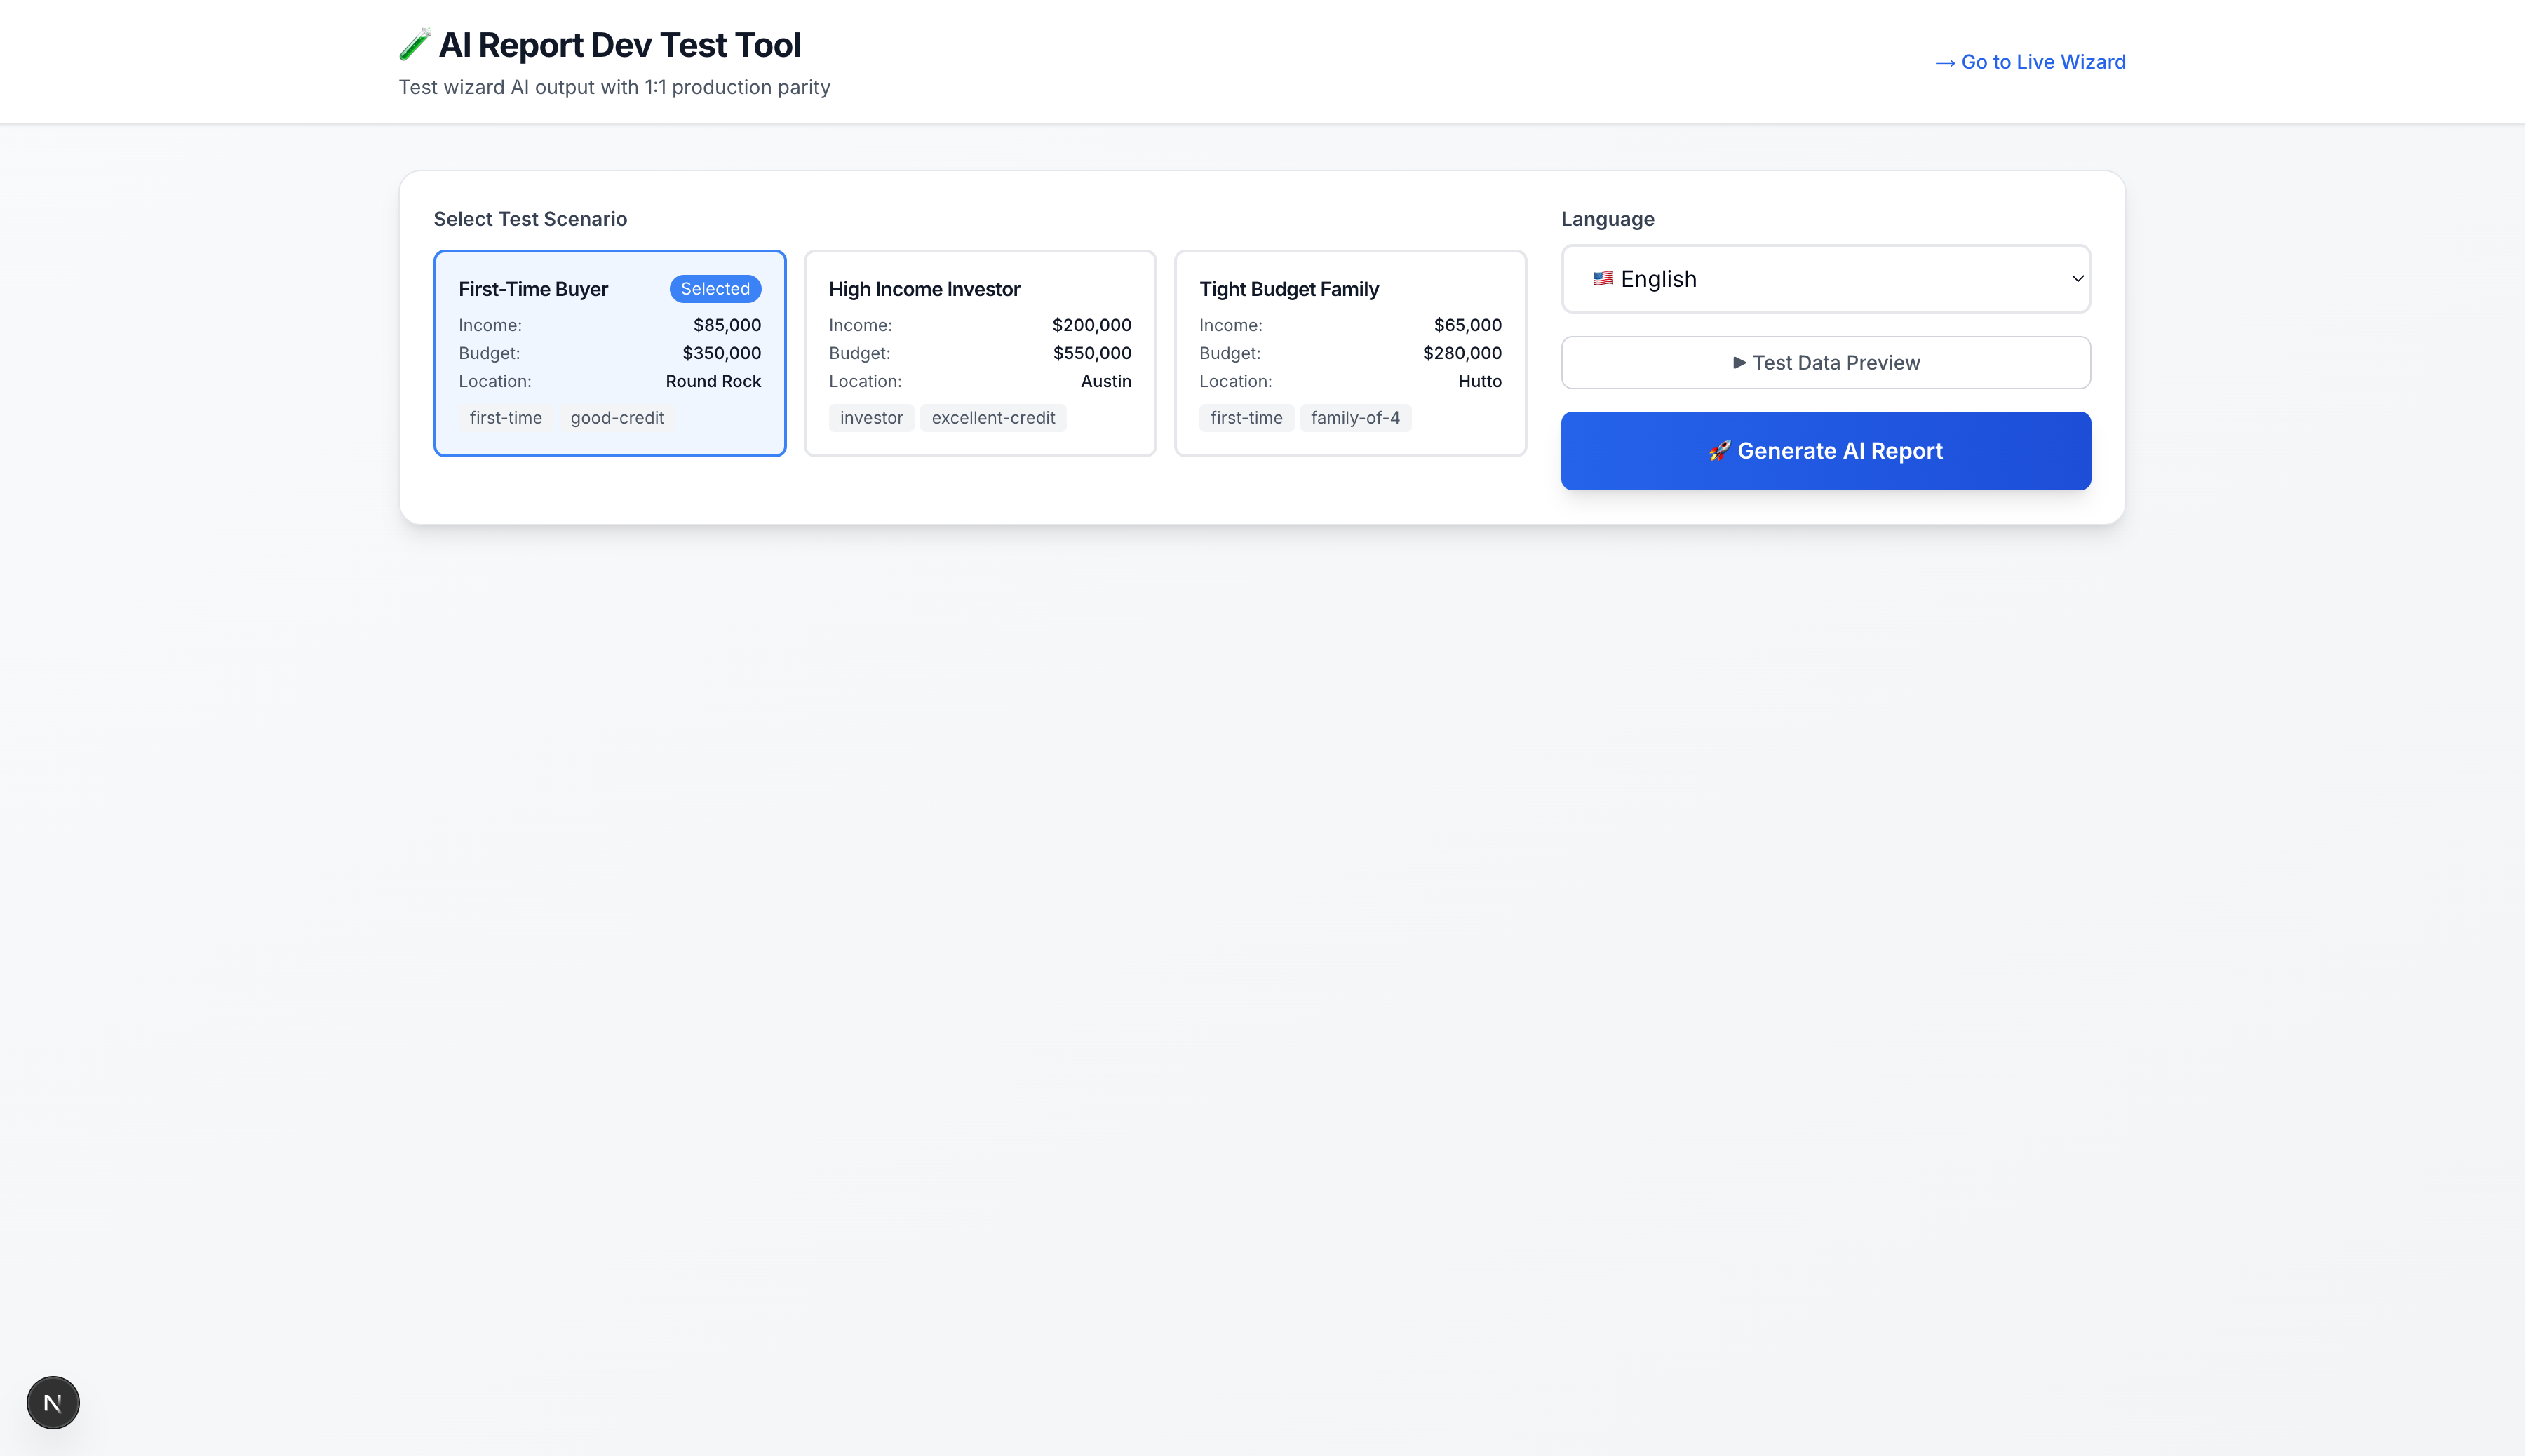 🧪 AI Report Dev Test Tool
Test wizard AI output with 1:1 production parity
→ Go to Live Wizard
Select Test Scenario
First-Time Buyer Selected
Income: $85,000
Budget: $350,000
Location: Round Rock
first-time good-credit
High Income Investor
Income: $200,000
Budget: $550,000
Location: Austin
investor excellent-credit
Tight Budget Family
Income: $65,000
Budget: $280,000
Location: Hutto
first-time family-of-4
Language
🇺🇸 English
▶ Test Data Preview
🚀 Generate AI Report
N